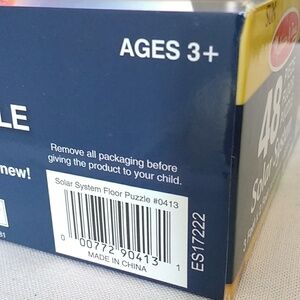 AGES 3+
LE
Remove all packaging before
giving the product to your child.
new!
Solar System Floor Puzzle #0413
0 00772 90413 1
MADE IN CHINA
ES17222
48